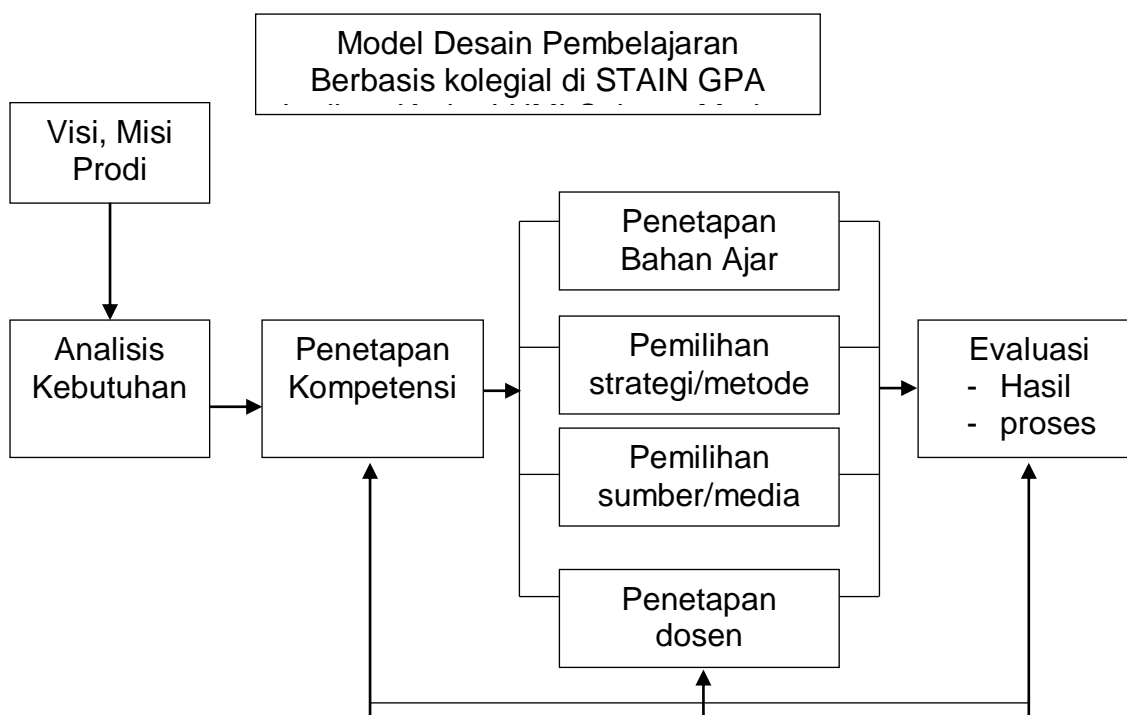 Model Desain Pembelajaran
Berbasis kolegial di STAIN GPA
Visi, Misi
Prodi
Analisis
Kebutuhan
Penetapan
Kompetensi
Penetapan
Bahan Ajar
Pemilihan
strategi/metode
Pemilihan
sumber/media
Penetapan
dosen
Evaluasi
- Hasil
- proses